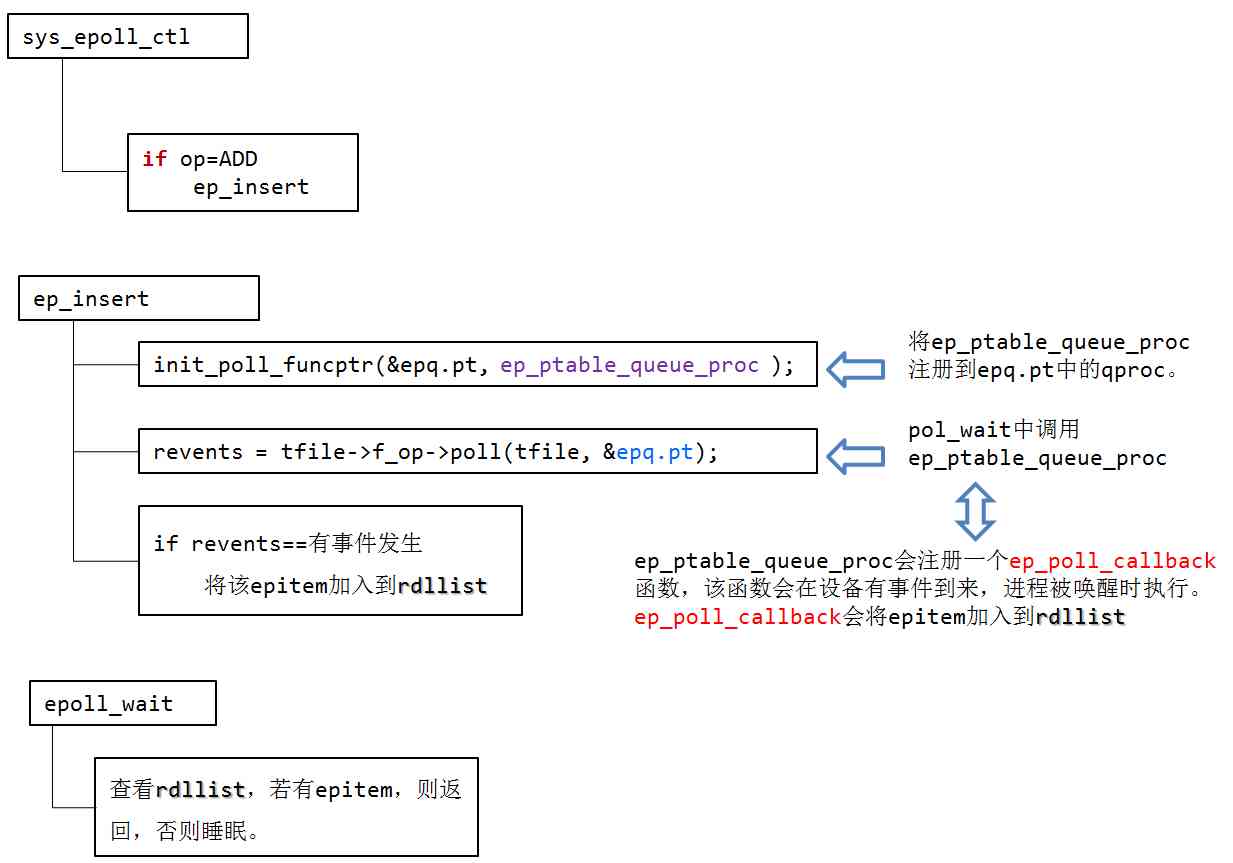 sys_epoll_ctl
if op=ADD
ep_insert
ep_insert
init_poll_funcptr(&epq.pt, ep_ptable_queue_proc );
将ep_ptable_queue_proc
注册到epq.pt中的qproc。
revents = tfile->f_op->poll(tfile, &epq.pt);
pol_wait中调用
ep_ptable_queue_proc
if revents==有事件发生
将该epitem加入到rdllist
ep_ptable_queue_proc会注册一个ep_poll_callback
函数，该函数会在设备有事件到来，进程被唤醒时执行。
ep_poll_callback会将epitem加入到rdllist
epoll_wait
查看rdllist，若有epitem，则返
回，否则睡眠。